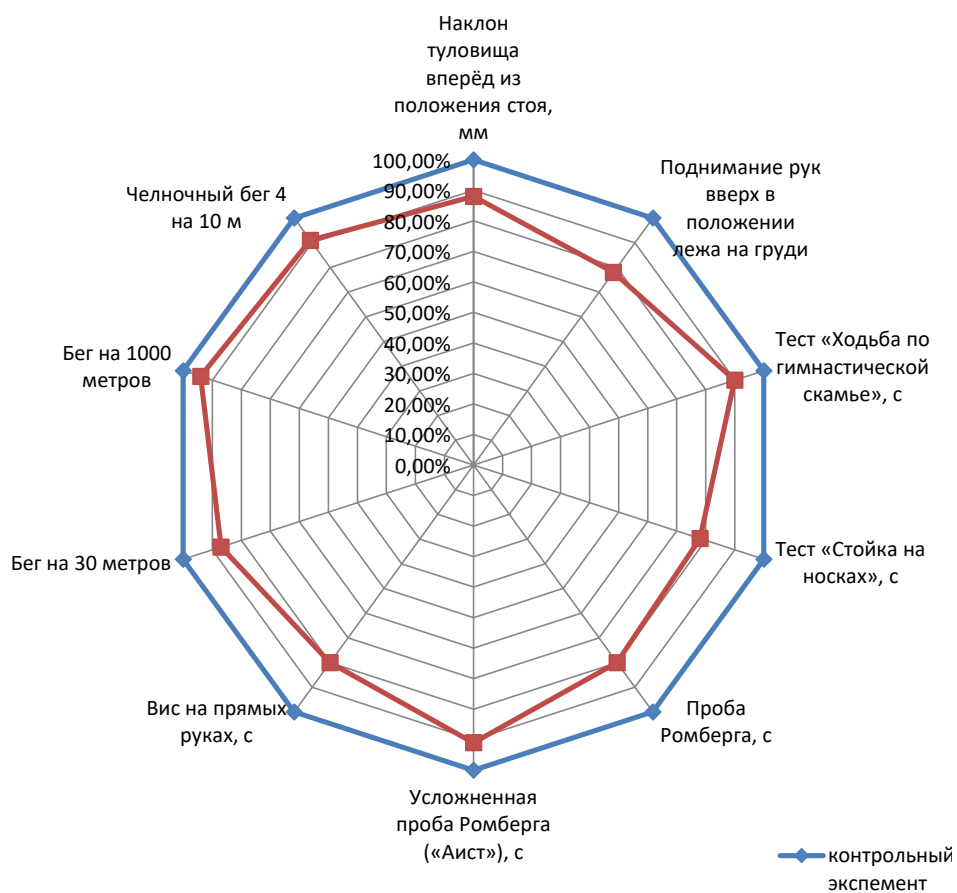 Наклон
туловища
вперёд из
положения стоя,
мм
Поднимание рук
вверх в
положении
лежа на груди
Тест «Ходьба по
гимнастической
скамье», с
Тест «Стойка на
носках», с
Проба
Ромберга, с
Усложненная
проба Ромберга
(«Аист»), с
Вис на прямых
руках, с
Бег на 30 метров
Бег на 1000
метров
Челночный бег 4
на 10 м
100,00%
90,00%
80,00%
70,00%
60,00%
50,00%
40,00%
30,00%
20,00%
10,00%
0,00%
контрольный
экспемент